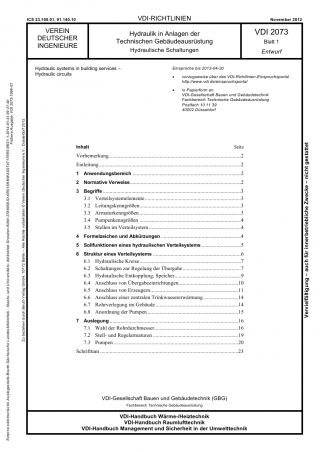 ICS 23.100.01, 91.140.10
VDI-RICHTLINIEN
November 2012
VEREIN
DEUTSCHER
INGENIEURE
Hydraulik in Anlagen der
Technischen Gebäudeausrüstung
Hydraulische Schaltungen
VDI 2073
Blatt 1
Entwurf
Hydraulic systems in building services –
Hydraulic circuits
Einsprüche bis 2013-04-30
• vorzugsweise über das VDI-Richtlinien-Einspruchsportal
http://www.vdi.de/einspruchsportal
• in Papierform an
VDI-Gesellschaft Bauen und Gebäudetechnik
Fachbereich Technische Gebäudeausrüstung
Postfach 10 11 39
40002 Düsseldorf
Inhalt Seite
Vorbemerkung 2
Einleitung 2
1 Anwendungsbereich 2
2 Normative Verweise 2
3 Begriffe 3
3.1 Verteilsystemelemente 3
3.2 Leitungskenngrößen 3
3.3 Armaturenkenngrößen 3
3.4 Pumpenkenngrößen 4
3.5 Stellen im Verteilsystem 4
4 Formelzeichen und Abkürzungen 4
5 Sollfunktionen eines hydraulischen Verteilsystems 5
6 Struktur eines Verteilsystems 6
6.1 Hydraulische Kreise 7
6.2 Schaltungen zur Regelung der Übergabe 7
6.3 Hydraulische Entkopplung, Speicher 9
6.4 Anschluss von Übergabeeinrichtungen 10
6.5 Anschluss von Erzeugern 11
6.6 Anschluss einer zentralen Trinkwassererwärmung 14
6.7 Rohrverlegung im Gebäude 14
6.8 Anordnung der Pumpen 15
7 Auslegung 16
7.1 Wahl der Rohrdurchmesser 16
7.2 Stell- und Regelarmaturen 19
7.3 Pumpen 20
Schrifttum 23
VDI-Gesellschaft Bauen und Gebäudetechnik (GBG)
Fachbereich Technische Gebäudeausrüstung
VDI-Handbuch Wärme-/Heiztechnik
VDI-Handbuch Raumlufttechnik
VDI-Handbuch Management und Sicherheit in der Umwelttechnik
Vervielfältigung – auch für innerbetriebliche Zwecke – nicht gestattet